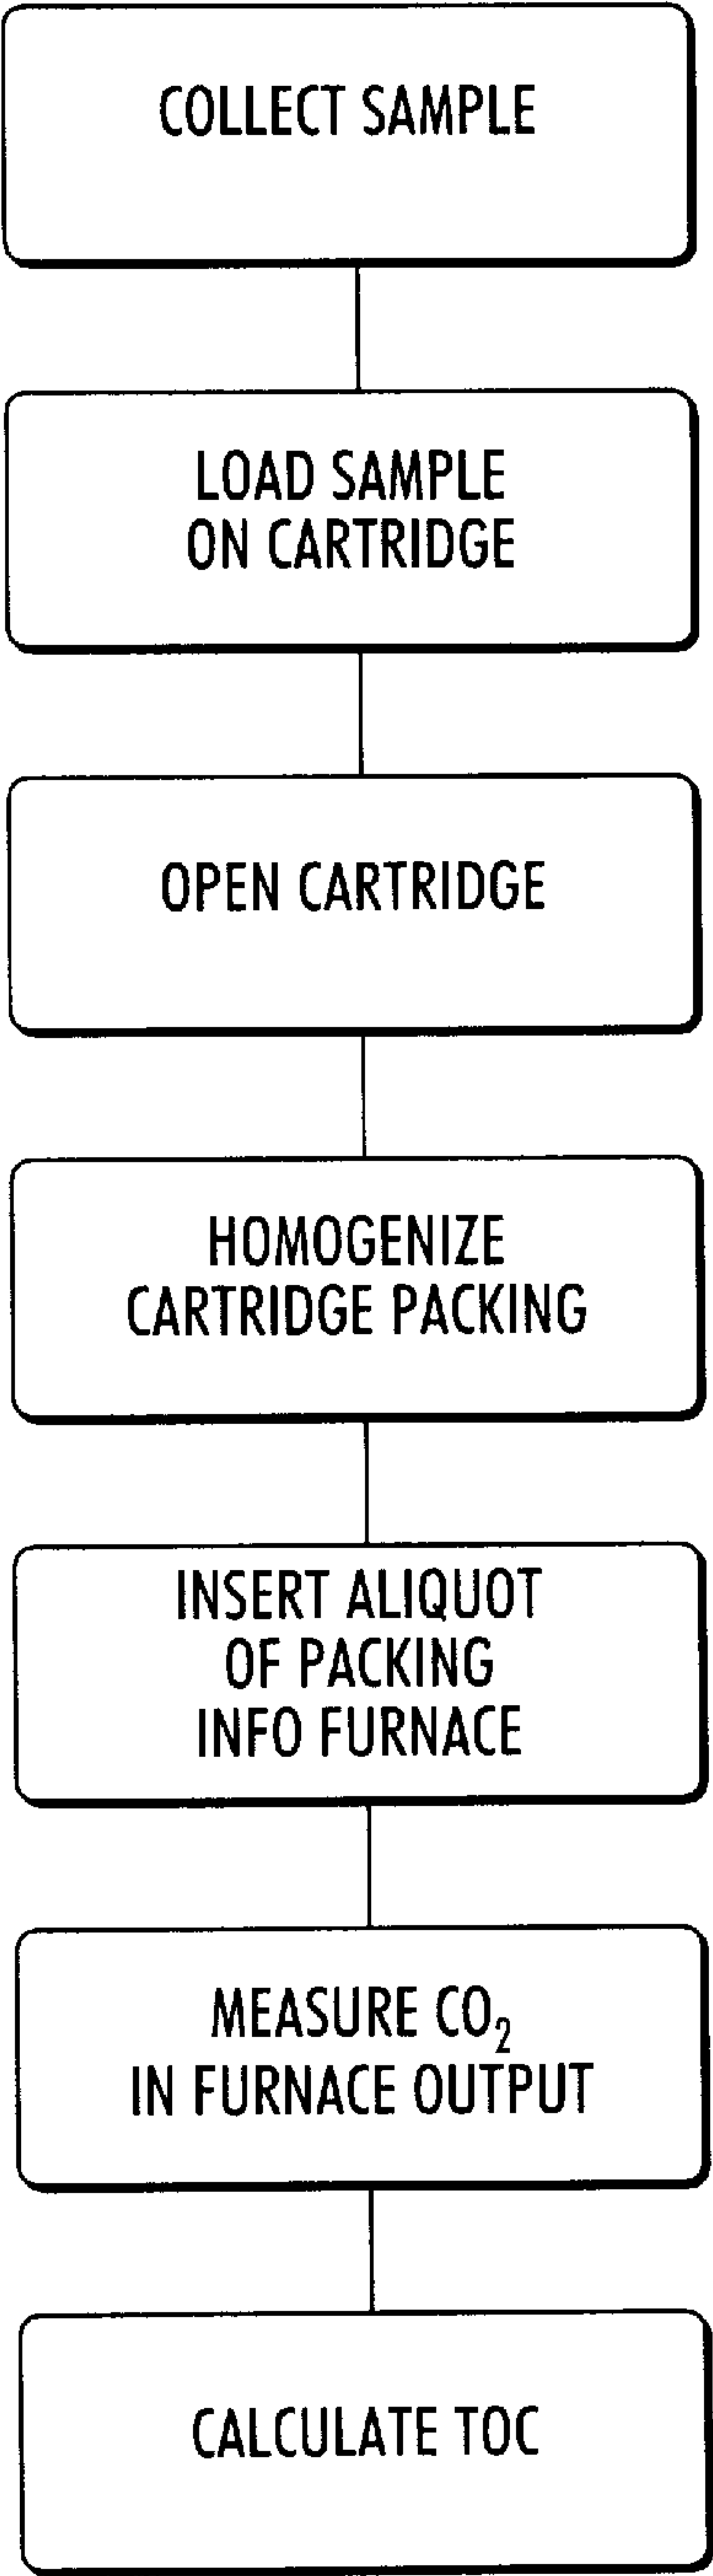 COLLECT SAMPLE
LOAD SAMPLE
ON CARTRIDGE
OPEN CARTRIDGE
HOMOGENIZE
CARTRIDGE PACKING
INSERT ALIQUOT
OF PACKING
INFO FURNACE
MEASURE CO₂
IN FURNACE OUTPUT
CALCULATE TOC